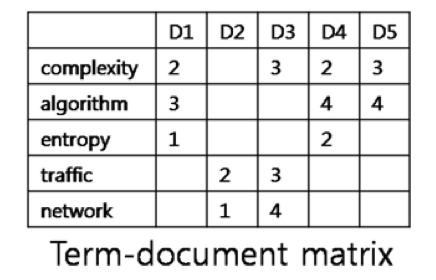 D1 D2 D3 D4 D5
complexity 2 3 2 3
algorithm 3 4 4
entropy 1 2
traffic 2 3
network 1 4
Term-document matrix